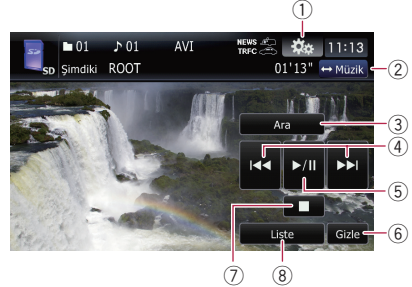 ①
01 01 AVI NEWS TRFC 11:13
SD Şimdiki ROOT 01'13" ↔ Müzik ②
Ara ③
④
⑤
Liste Gizle ⑥
⑦ ⑧